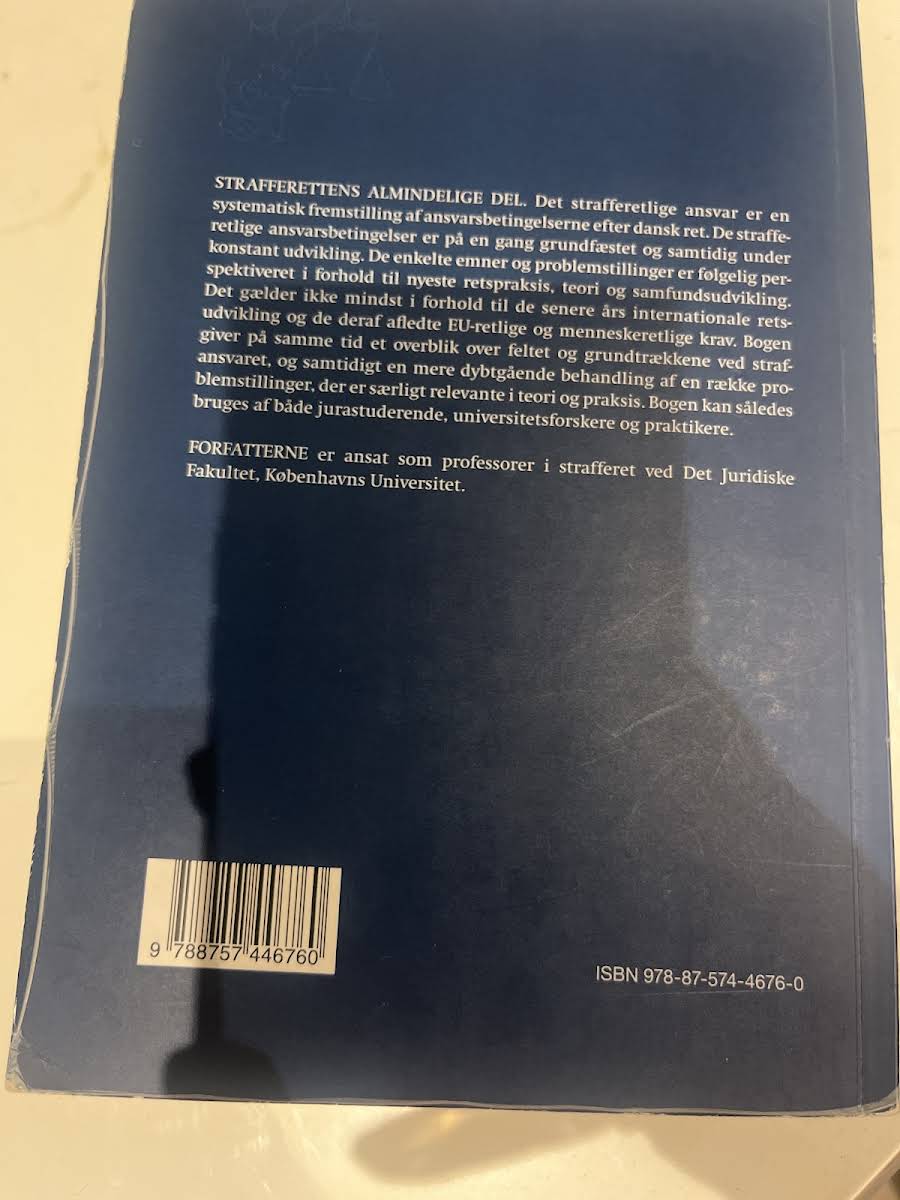 STRAFFERETTENS ALMINDELIGE DEL. Det strafferetlige ansvar er en
systematisk fremstilling af ansvarsbetingelserne efter dansk ret. De straffe-
retlige ansvarsbetingelser er på en gang grundfæstet og samtidig under
konstant udvikling. De enkelte emner og problemstillinger er følgelig per-
spektiveret i forhold til nyeste retspraksis, teori og samfundsudvikling.
Det gælder ikke mindst i forhold til de senere års internationale rets-
udvikling og de deraf afledte EU-retlige og menneskeretlige krav. Bogen
giver på samme tid et overblik over feltet og grundtrækkene ved straf-
ansvaret, og samtidigt en mere dybtgående behandling af en række pro-
blemstillinger, der er særligt relevante i teori og praksis. Bogen kan således
bruges af både jurastuderende, universitetsforskere og praktikere.
FORFATTERNE er ansat som professorer i strafferet ved Det Juridiske
Fakultet, Københavns Universitet.
9 788757 446760
ISBN 978-87-574-4676-0